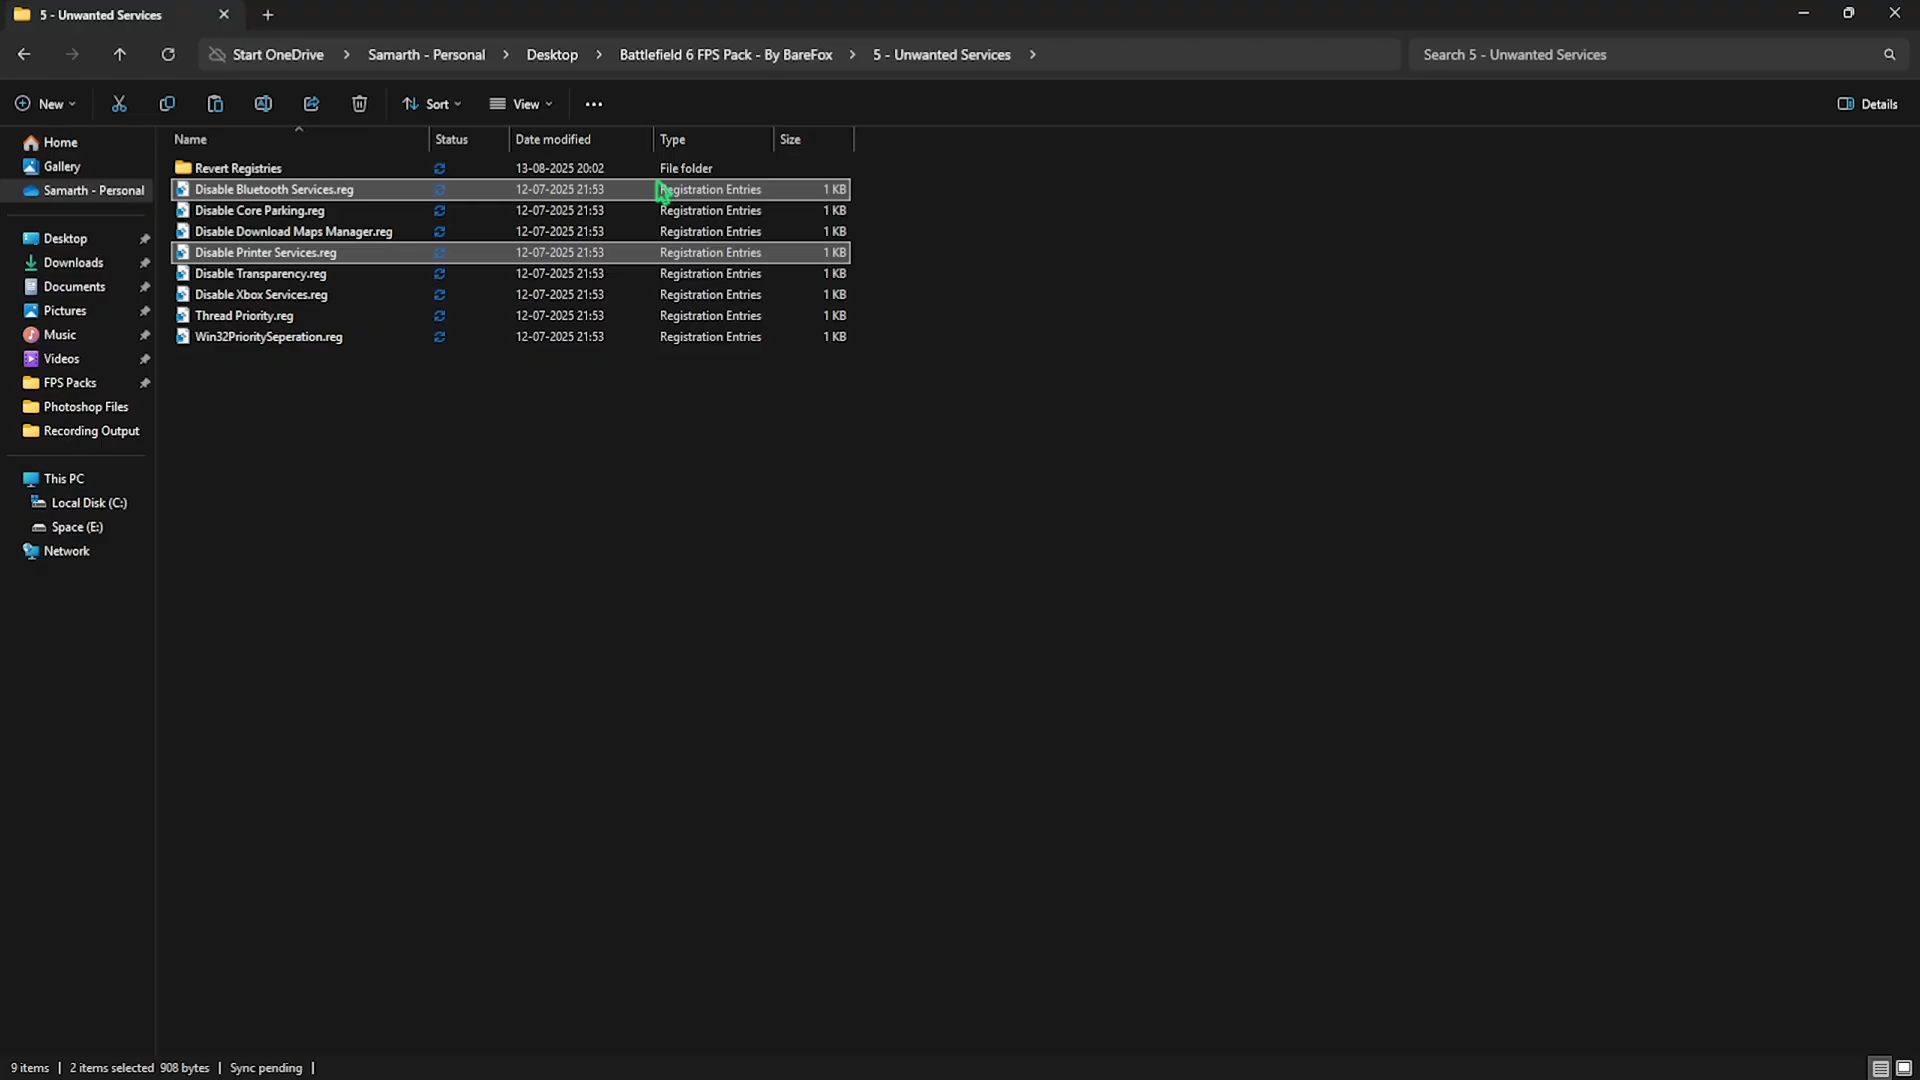 5 - Unwanted Services
Start OneDrive > Samarth - Personal > Desktop > Battlefield 6 FPS Pack - By BareFox > 5 - Unwanted Services >
Search 5 - Unwanted Services
New
Sort
View
Details
Name Status Date modified Type Size
Revert Registries 13-08-2025 20:02 File folder
Disable Bluetooth Services.reg 12-07-2025 21:53 Registration Entries 1 KB
Disable Core Parking.reg 12-07-2025 21:53 Registration Entries 1 KB
Disable Download Maps Manager.reg 12-07-2025 21:53 Registration Entries 1 KB
Disable Printer Services.reg 12-07-2025 21:53 Registration Entries 1 KB
Disable Transparency.reg 12-07-2025 21:53 Registration Entries 1 KB
Disable Xbox Services.reg 12-07-2025 21:53 Registration Entries 1 KB
Thread Priority.reg 12-07-2025 21:53 Registration Entries 1 KB
Win32PrioritySeperation.reg 12-07-2025 21:53 Registration Entries 1 KB
Home
Gallery
Samarth - Personal
Desktop
Downloads
Documents
Pictures
Music
Videos
FPS Packs
Photoshop Files
Recording Output
This PC
Local Disk (C:)
Space (E:)
Network
9 items | 2 items selected 908 bytes | Sync pending |